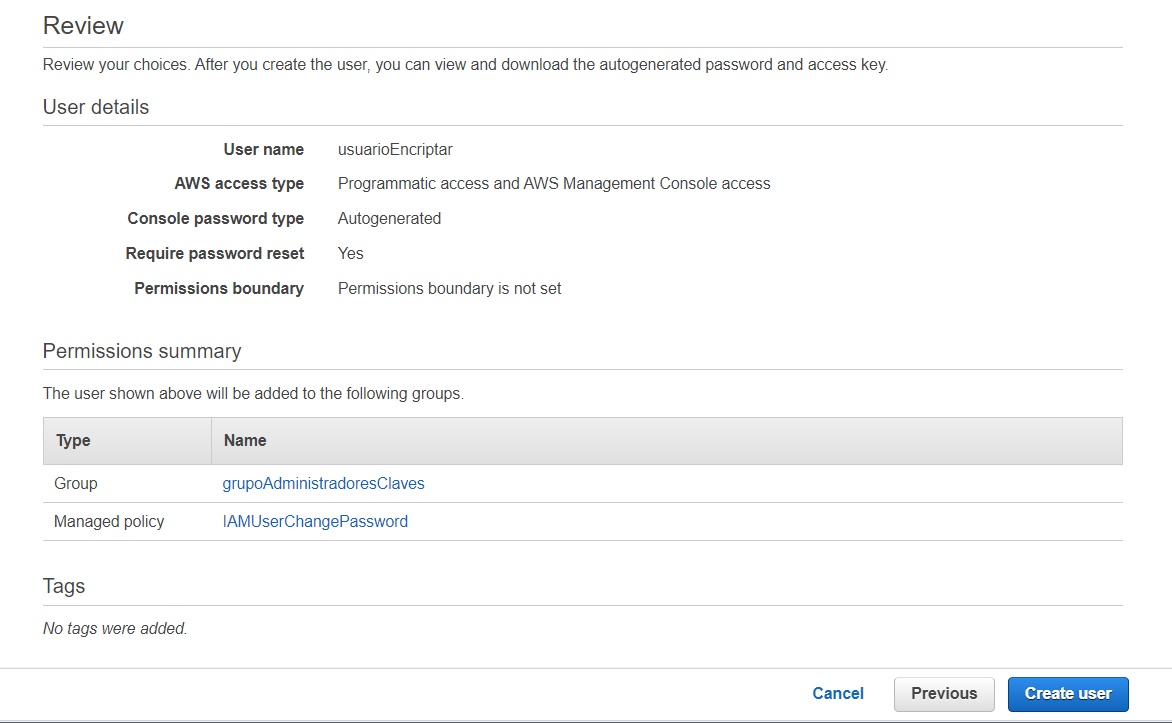 Review
Review your choices. After you create the user, you can view and download the autogenerated password and access key.
User details
User name usuarioEncriptar
AWS access type Programmatic access and AWS Management Console access
Console password type Autogenerated
Require password reset Yes
Permissions boundary Permissions boundary is not set
Permissions summary
The user shown above will be added to the following groups.
Type Name
Group grupoAdministradoresClaves
Managed policy IAMUserChangePassword
Tags
No tags were added.
Cancel Previous Create user